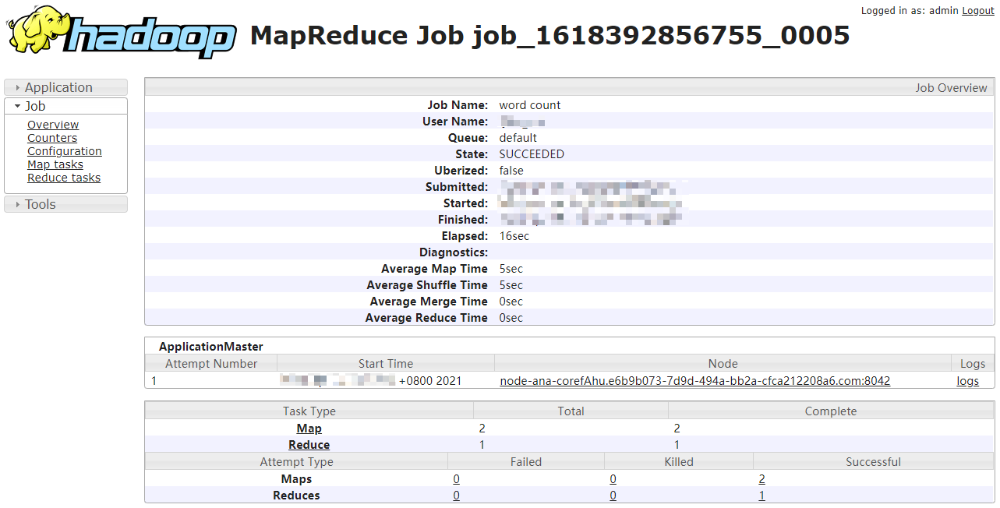 Logged in as: admin Logout
hadoop
MapReduce Job job_1618392856755_0005
Application
Job
Overview
Counters
Configuration
Map tasks
Reduce tasks
Tools
Job Overview
Job Name: word count
User Name:
Queue: default
State: SUCCEEDED
Uberized: false
Submitted:
Started:
Finished:
Elapsed: 16sec
Diagnostics:
Average Map Time 5sec
Average Shuffle Time 5sec
Average Merge Time 0sec
Average Reduce Time 0sec
ApplicationMaster
Attempt Number Start Time Node Logs
1 +0800 2021 node-ana-corefAhu.e6b9b073-7d9d-494a-bb2a-cfca212208a6.com:8042 logs
Task Type Total Complete
Map 2 2
Reduce 1 1
Attempt Type Failed Killed Successful
Maps 0 0 2
Reduces 0 0 1